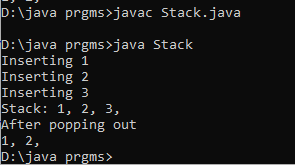 D:\java prgms>javac Stack.java
D:\java prgms>java Stack
Inserting 1
Inserting 2
Inserting 3
Stack: 1, 2, 3,
After popping out
1, 2,
D:\java prgms>